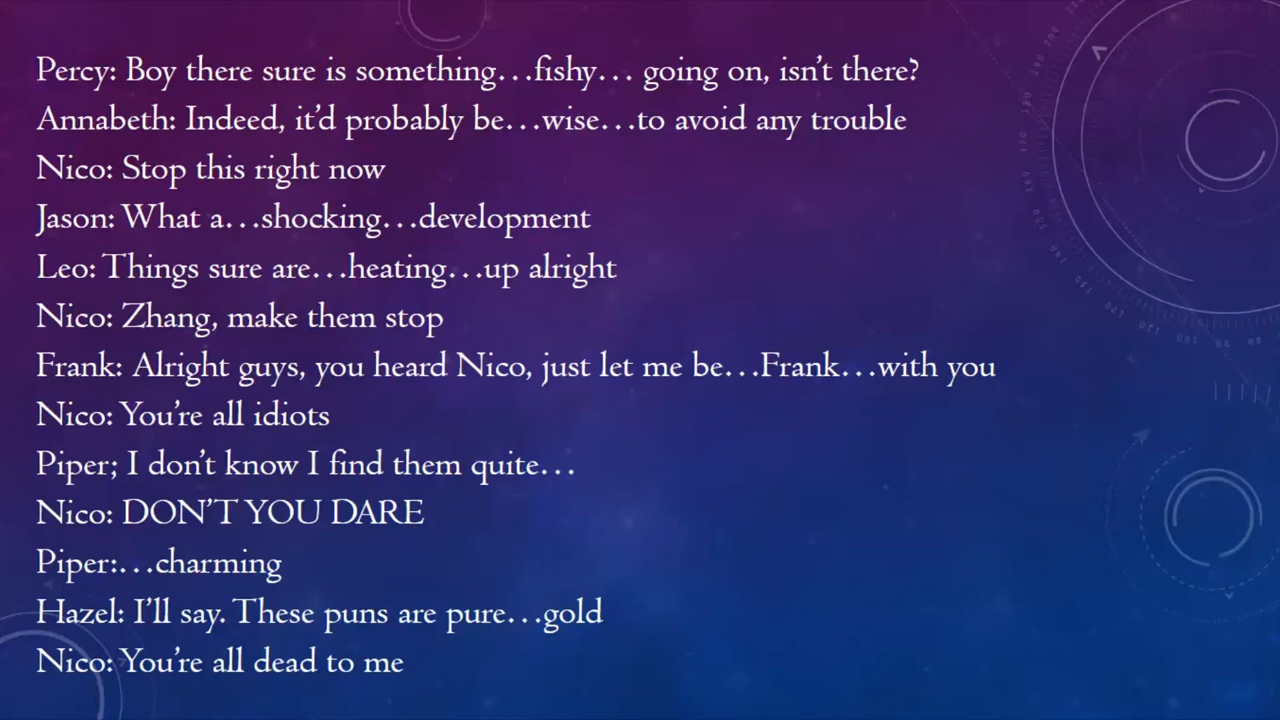 Percy: Boy there sure is something…fishy… going on, isn’t there?
Annabeth: Indeed, it’d probably be…wise…to avoid any trouble
Nico: Stop this right now
Jason: What a…shocking…development
Leo: Things sure are…heating…up alright
Nico: Zhang, make them stop
Frank: Alright guys, you heard Nico, just let me be…Frank…with you
Nico: You’re all idiots
Piper; I don’t know I find them quite…
Nico: DON’T YOU DARE
Piper:…charming
Hazel: I’ll say. These puns are pure…gold
Nico: You’re all dead to me